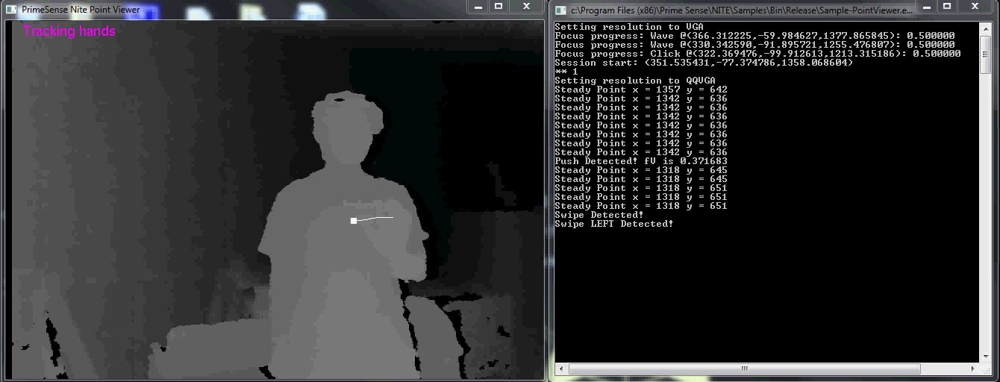 PrimeSense Nite Point Viewer
Tracking hands
c:\Program Files (x86)\Prime Sense\NITE\Samples\Bin\Release\Sample-PointViewer.e...
Setting resolution to VGA
Focus progress: Wave @(366.312225,-59.984627,1377.865845): 0.500000
Focus progress: Wave @(330.342590,-91.895721,1255.476807): 0.500000
Focus progress: Click @(322.369476,-99.912613,1213.315186): 0.500000
Session start: (351.535431,-77.374786,1358.068604)
** 1
Setting resolution to QQVGA
Steady Point x = 1357 y = 642
Steady Point x = 1342 y = 636
Steady Point x = 1342 y = 636
Steady Point x = 1342 y = 636
Steady Point x = 1342 y = 636
Steady Point x = 1342 y = 636
Steady Point x = 1342 y = 636
Steady Point x = 1342 y = 636
Push Detected! fV is 0.371683
Steady Point x = 1318 y = 645
Steady Point x = 1318 y = 645
Steady Point x = 1318 y = 651
Steady Point x = 1318 y = 651
Steady Point x = 1318 y = 651
Swipe Detected!
Swipe LEFT Detected!